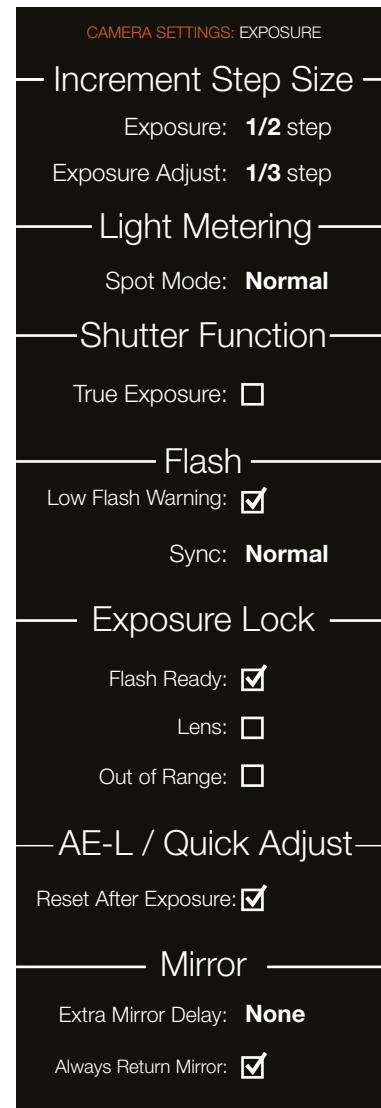 CAMERA SETTINGS: EXPOSURE
Increment Step Size
Exposure: 1/2 step
Exposure Adjust: 1/3 step
Light Metering
Spot Mode: Normal
Shutter Function
True Exposure:
Flash
Low Flash Warning:
Sync: Normal
Exposure Lock
Flash Ready:
Lens:
Out of Range:
AE-L / Quick Adjust
Reset After Exposure:
Mirror
Extra Mirror Delay: None
Always Return Mirror: